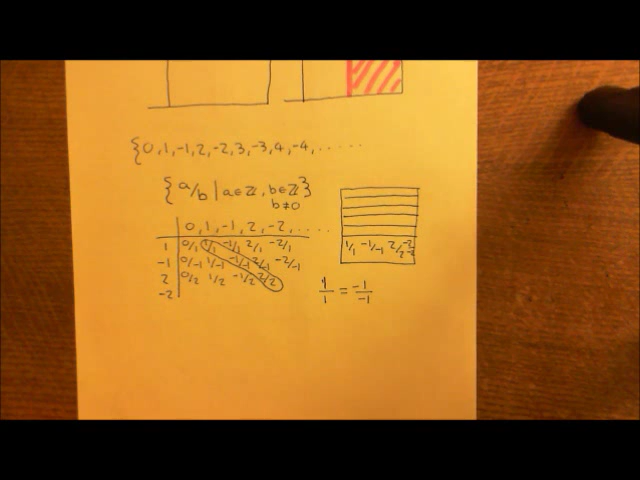 {0, 1, -1, 2, -2, 3, -3, 4, -4, ......
{a/b | a∈ℤ, b∈ℤ}
b≠0
0, 1, -1, 2, -2, .....
1 0/1 1/1 -1/1 2/1 -2/1
-1 0/-1 1/-1 -1/-1 2/-1 -2/-1
2 0/2 1/2 -1/2 2/2
-2
1/1 -1/-1 2/2 -2/-2
1/1 = -1/-1